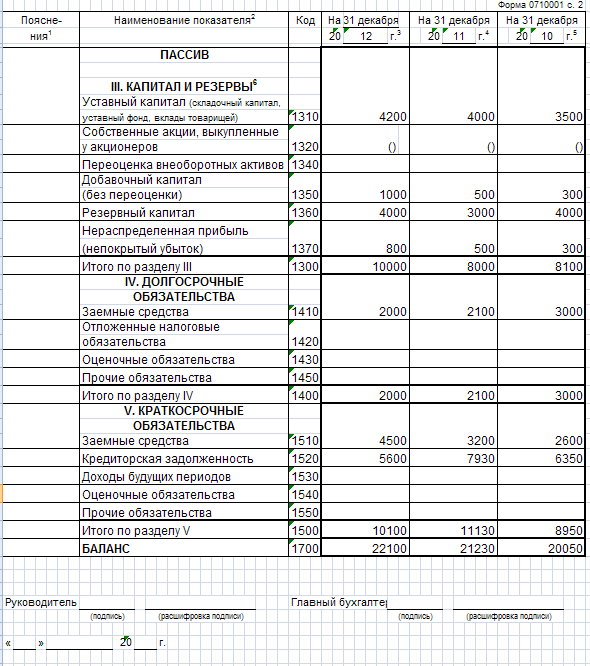 Форма 0710001 с. 2
Поясне- Наименование показателя2 Код На 31 декабря На 31 декабря На 31 декабря
ния1 20 12 г.3 20 11 г.4 20 10 г.5
ПАССИВ
III. КАПИТАЛ И РЕЗЕРВЫ6
Уставный капитал (складочный капитал,
уставный фонд, вклады товарищей) 1310 4200 4000 3500
Собственные акции, выкупленные
у акционеров 1320 () () ()
Переоценка внеоборотных активов 1340
Добавочный капитал
(без переоценки) 1350 1000 500 300
Резервный капитал 1360 4000 3000 4000
Нераспределенная прибыль
(непокрытый убыток) 1370 800 500 300
Итого по разделу III 1300 10000 8000 8100
IV. ДОЛГОСРОЧНЫЕ
ОБЯЗАТЕЛЬСТВА
Заемные средства 1410 2000 2100 3000
Отложенные налоговые
обязательства 1420
Оценочные обязательства 1430
Прочие обязательства 1450
Итого по разделу IV 1400 2000 2100 3000
V. КРАТКОСРОЧНЫЕ
ОБЯЗАТЕЛЬСТВА
Заемные средства 1510 4500 3200 2600
Кредиторская задолженность 1520 5600 7930 6350
Доходы будущих периодов 1530
Оценочные обязательства 1540
Прочие обязательства 1550
Итого по разделу V 1500 10100 11130 8950
БАЛАНС 1700 22100 21230 20050
Руководитель Главный бухгалте
(подпись) (расшифровка подписи) (подпись) (расшифровка подписи)
« » 20 г.